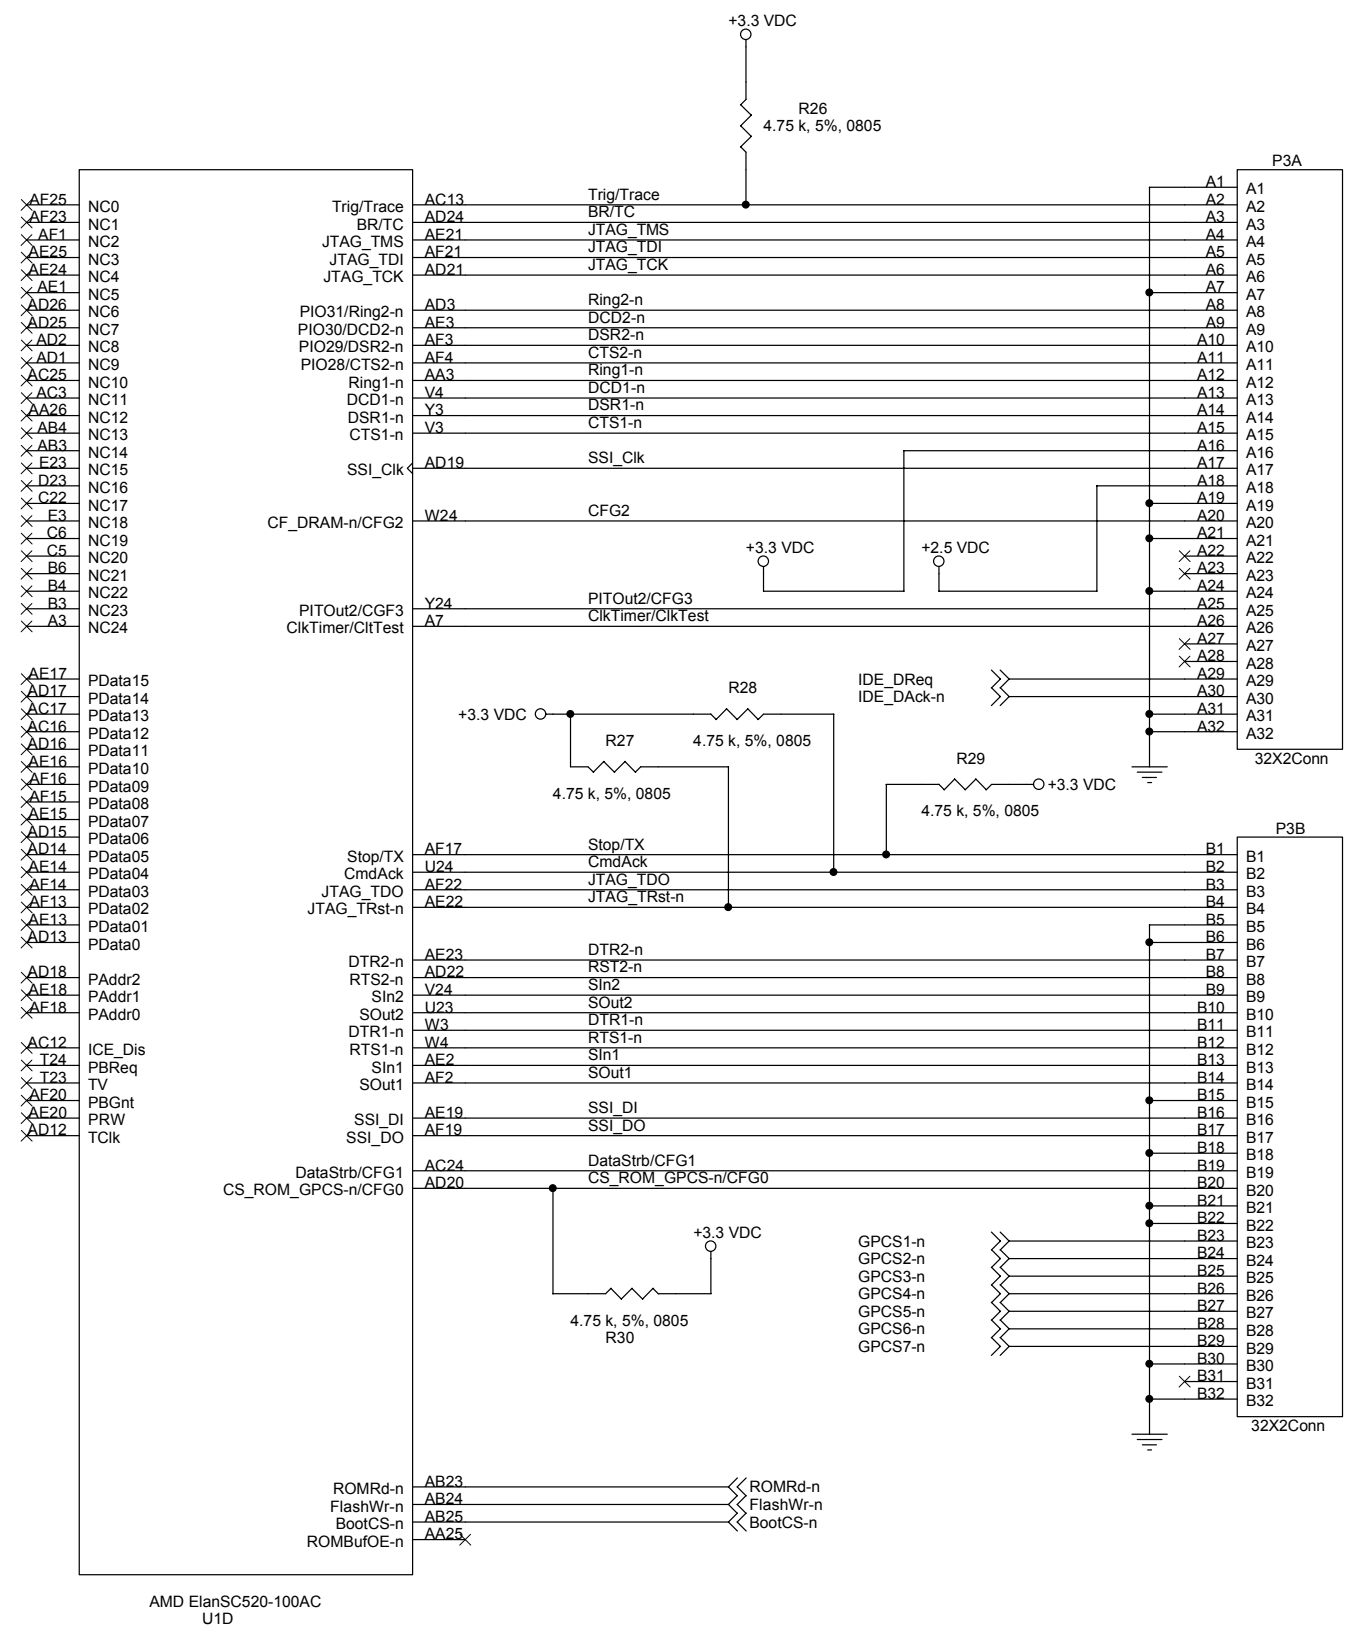 +3.3 VDC
R26
4.75 k, 5%, 0805
P3A
AF25 NC0
AF23 NC1
AF1 NC2
AE25 NC3
AE24 NC4
AE1 NC5
AD26 NC6
AD25 NC7
AD2 NC8
AD1 NC9
AC25 NC10
AC3 NC11
AA26 NC12
AB4 NC13
AB3 NC14
E23 NC15
D23 NC16
C22 NC17
E3 NC18
C6 NC19
C5 NC20
B6 NC21
B4 NC22
B3 NC23
A3 NC24
AE17 PData15
AD17 PData14
AC17 PData13
AC16 PData12
AD16 PData11
AE16 PData10
AF16 PData09
AF15 PData08
AE15 PData07
AD15 PData06
AD14 PData05
AE14 PData04
AF14 PData03
AF13 PData02
AE13 PData01
AD13 PData0
AD18 PAddr2
AE18 PAddr1
AF18 PAddr0
AC12 ICE_Dis
T24 PBReq
T23 TV
AF20 PBGnt
AE20 PRW
AD12 TClk
Trig/Trace AC13 Trig/Trace
BR/TC AD24 BR/TC
JTAG_TMS AE21 JTAG_TMS
JTAG_TDI AF21 JTAG_TDI
JTAG_TCK AD21 JTAG_TCK
PIO31/Ring2-n AD3 Ring2-n
PIO30/DCD2-n AE3 DCD2-n
PIO29/DSR2-n AF3 DSR2-n
PIO28/CTS2-n AF4 CTS2-n
Ring1-n AA3 Ring1-n
DCD1-n V4 DCD1-n
DSR1-n Y3 DSR1-n
CTS1-n V3 CTS1-n
SSI_Clk AD19 SSI_Clk
CF_DRAM-n/CFG2 W24 CFG2
+3.3 VDC
+2.5 VDC
PITOut2/CGF3 Y24 PITOut2/CFG3
ClkTimer/CltTest A7 ClkTimer/ClkTest
IDE_DReq
IDE_DAck-n
A1 A1
A2 A2
A3 A3
A4 A4
A5 A5
A6 A6
A7 A7
A8 A8
A9 A9
A10 A10
A11 A11
A12 A12
A13 A13
A14 A14
A15 A15
A16 A16
A17 A17
A18 A18
A19 A19
A20 A20
A21 A21
A22 A22
A23 A23
A24 A24
A25 A25
A26 A26
A27 A27
A28 A28
A29 A29
A30 A30
A31 A31
A32 A32
32X2Conn
+3.3 VDC
R28
4.75 k, 5%, 0805
R27
4.75 k, 5%, 0805
R29
+3.3 VDC
4.75 k, 5%, 0805
P3B
Stop/TX AF17 Stop/TX
CmdAck U24 CmdAck
JTAG_TDO AF22 JTAG_TDO
JTAG_TRst-n AE22 JTAG_TRst-n
DTR2-n AE23 DTR2-n
RTS2-n AD22 RST2-n
SIn2 V24 SIn2
SOut2 U23 SOut2
DTR1-n W3 DTR1-n
RTS1-n W4 RTS1-n
SIn1 AE2 SIn1
SOut1 AF2 SOut1
SSI_DI AE19 SSI_DI
SSI_DO AF19 SSI_DO
DataStrb/CFG1 AC24 DataStrb/CFG1
CS_ROM_GPCS-n/CFG0 AD20 CS_ROM_GPCS-n/CFG0
+3.3 VDC
4.75 k, 5%, 0805
R30
GPCS1-n
GPCS2-n
GPCS3-n
GPCS4-n
GPCS5-n
GPCS6-n
GPCS7-n
B1 B1
B2 B2
B3 B3
B4 B4
B5 B5
B6 B6
B7 B7
B8 B8
B9 B9
B10 B10
B11 B11
B12 B12
B13 B13
B14 B14
B15 B15
B16 B16
B17 B17
B18 B18
B19 B19
B20 B20
B21 B21
B22 B22
B23 B23
B24 B24
B25 B25
B26 B26
B27 B27
B28 B28
B29 B29
B30 B30
B31 B31
B32 B32
32X2Conn
ROMRd-n AB23 ROMRd-n
FlashWr-n AB24 FlashWr-n
BootCS-n AB25 BootCS-n
ROMBufOE-n AA25
AMD ElanSC520-100AC
U1D